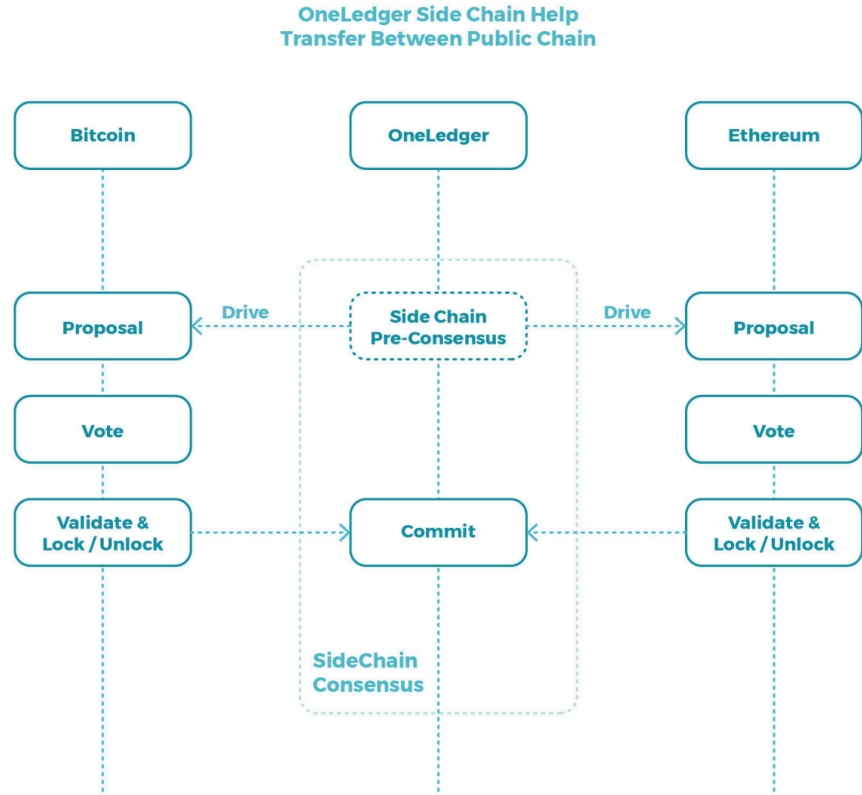 OneLedger Side Chain Help
Transfer Between Public Chain
Bitcoin
OneLedger
Ethereum
Proposal
Drive
Side Chain
Pre-Consensus
Drive
Proposal
Vote
Vote
Validate &
Lock / Unlock
Commit
Validate &
Lock / Unlock
SideChain
Consensus